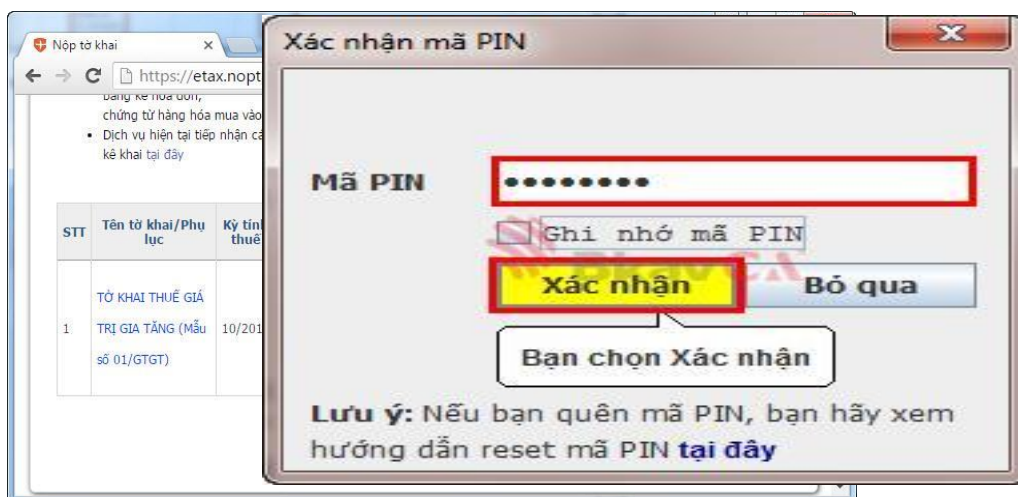 Nộp tờ khai
https://etax.nopt
bảng kê hóa đơn,
chứng từ hàng hóa mua vào
Dịch vụ hiện tại tiếp nhận
kê khai tại đây
STT Tên tờ khai/Phụ lục Kỳ thuế
TỜ KHAI THUẾ GIÁ
1 TRỊ GIA TĂNG (Mẫu 10/201
số 01/GTGT)
Xác nhận mã PIN
Mã PIN ••••••••
Ghi nhớ mã PIN
BkavCA
Xác nhận Bỏ qua
Bạn chọn Xác nhận
Lưu ý: Nếu bạn quên mã PIN, bạn hãy xem
hướng dẫn reset mã PIN tại đây